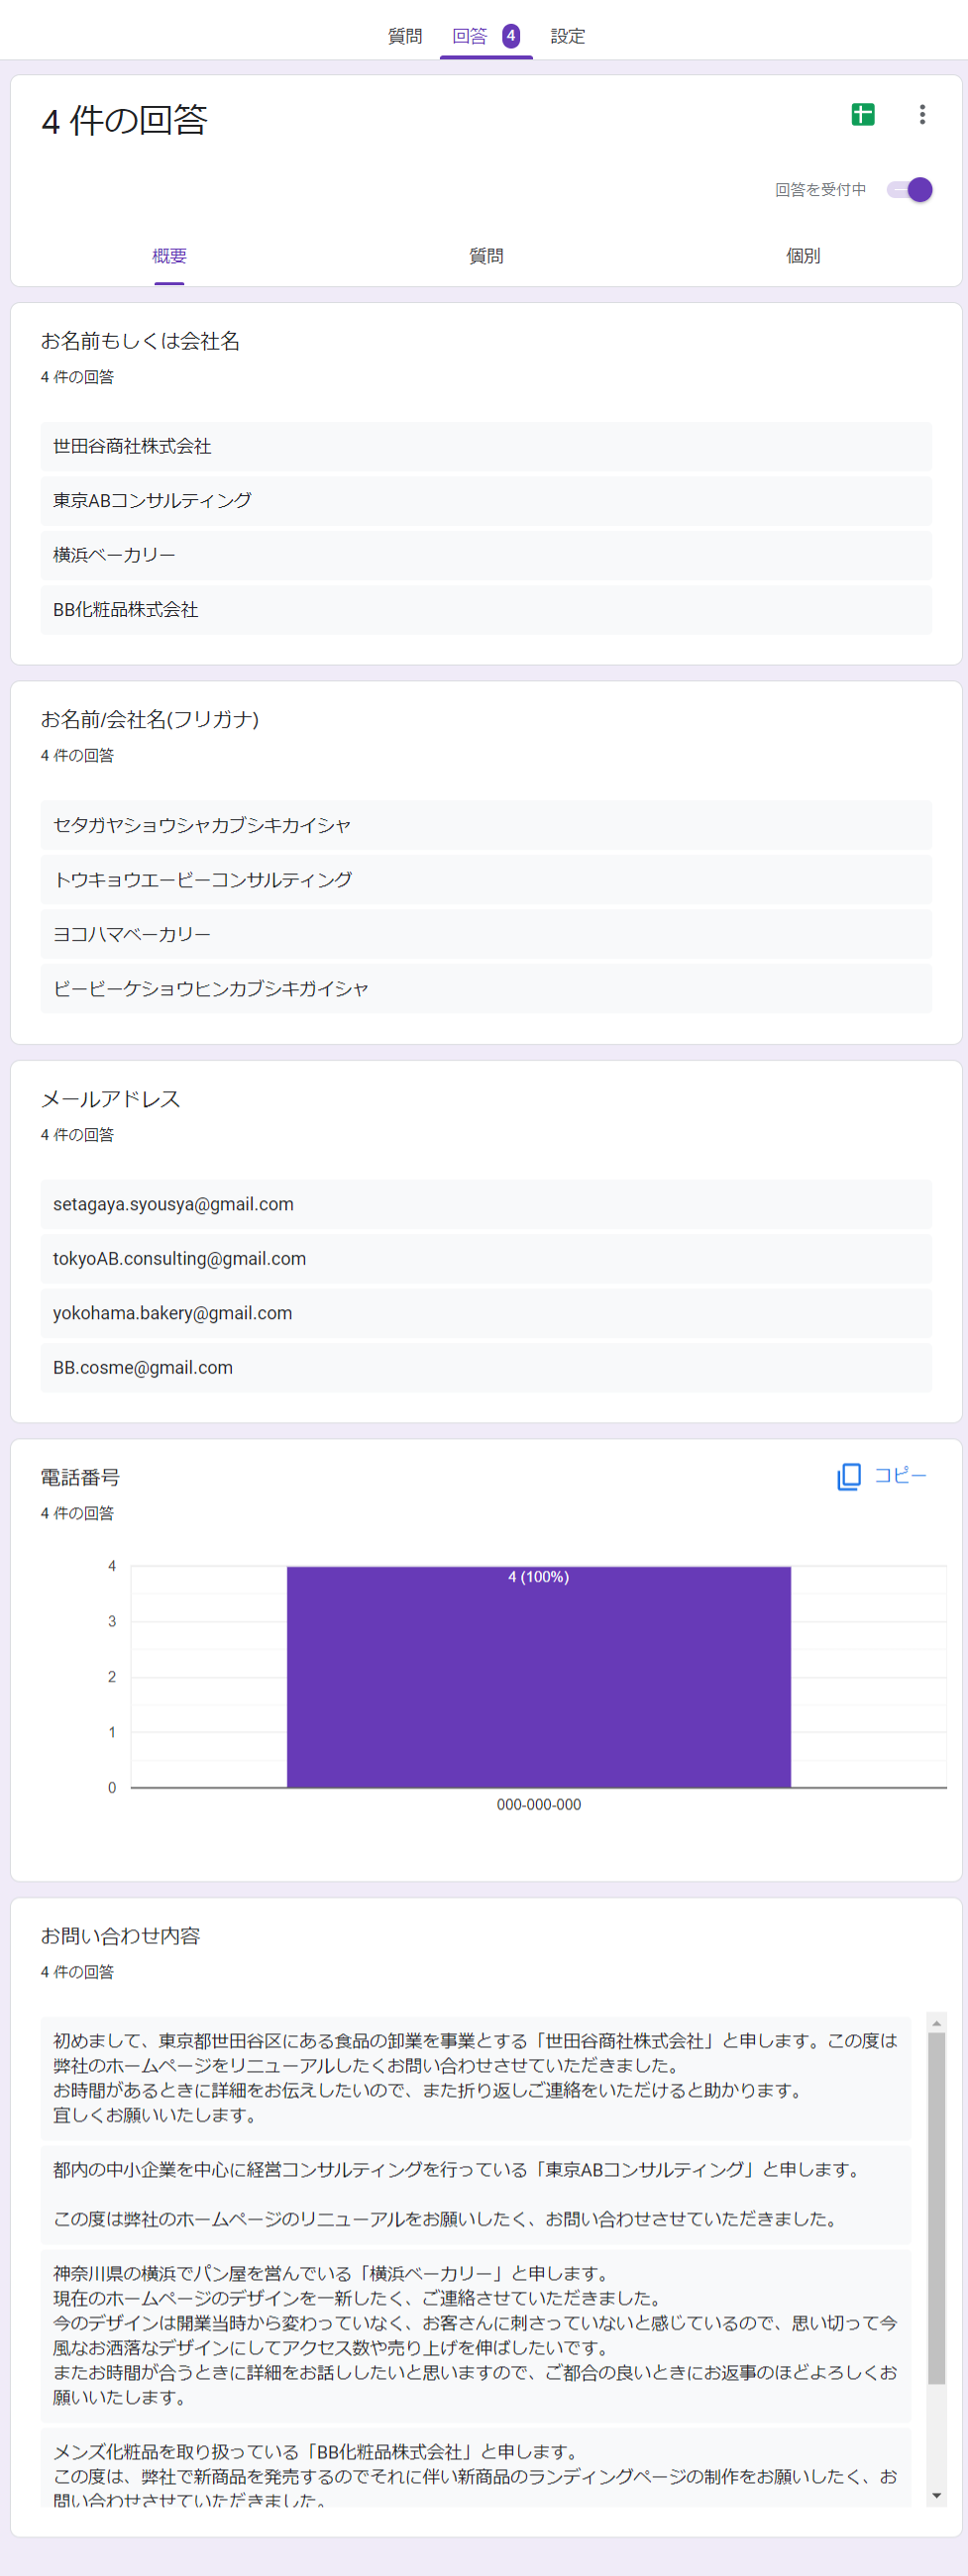 質問 回答 4 設定
4 件の回答
回答を受付中
概要 質問 個別
お名前もしくは会社名
4 件の回答
世田谷商社株式会社
東京ABコンサルティング
横浜ベーカリー
BB化粧品株式会社
お名前/会社名(フリガナ)
4 件の回答
セタガヤショウシャカブシキカイシャ
トウキョウエービーコンサルティング
ヨコハマベーカリー
ビービーケショウヒンカブシキガイシャ
メールアドレス
4 件の回答
setagaya.syousya@gmail.com
tokyoAB.consulting@gmail.com
yokohama.bakery@gmail.com
BB.cosme@gmail.com
電話番号 コピー
4 件の回答
4
4 (100%)
3
2
1
0
000-000-000
お問い合わせ内容
4 件の回答
初めまして、東京都世田谷区にある食品の卸業を事業とする「世田谷商社株式会社」と申します。この度は
弊社のホームページをリニューアルしたくお問い合わせさせていただきました。
お時間があるときに詳細をお伝えしたいので、また折り返しご連絡をいただけると助かります。
宜しくお願いいたします。
都内の中小企業を中心に経営コンサルティングを行っている「東京ABコンサルティング」と申します。
この度は弊社のホームページのリニューアルをお願いしたく、お問い合わせさせていただきました。
神奈川県の横浜でパン屋を営んでいる「横浜ベーカリー」と申します。
現在のホームページのデザインを一新したく、ご連絡させていただきました。
今のデザインは開業当時から変わっていなく、お客さんに刺さっていないと感じているので、思い切って今
風なお洒落なデザインにしてアクセス数や売り上げを伸ばしたいです。
またお時間が合うときに詳細をお話ししたいと思いますので、ご都合の良いときにお返事のほどよろしくお
願いいたします。
メンズ化粧品を取り扱っている「BB化粧品株式会社」と申します。
この度は、弊社で新商品を発売するのでそれに伴い新商品のランディングページの制作をお願いしたく、お
問い合わせさせていただきました。